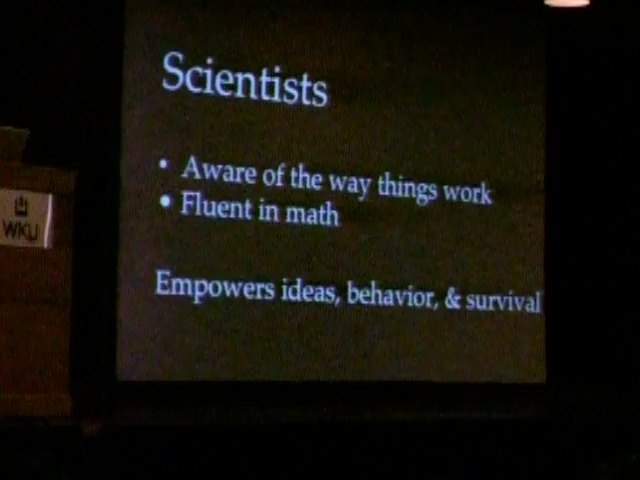 Scientists
• Aware of the way things work
• Fluent in math
Empowers ideas, behavior, & survival
WKU